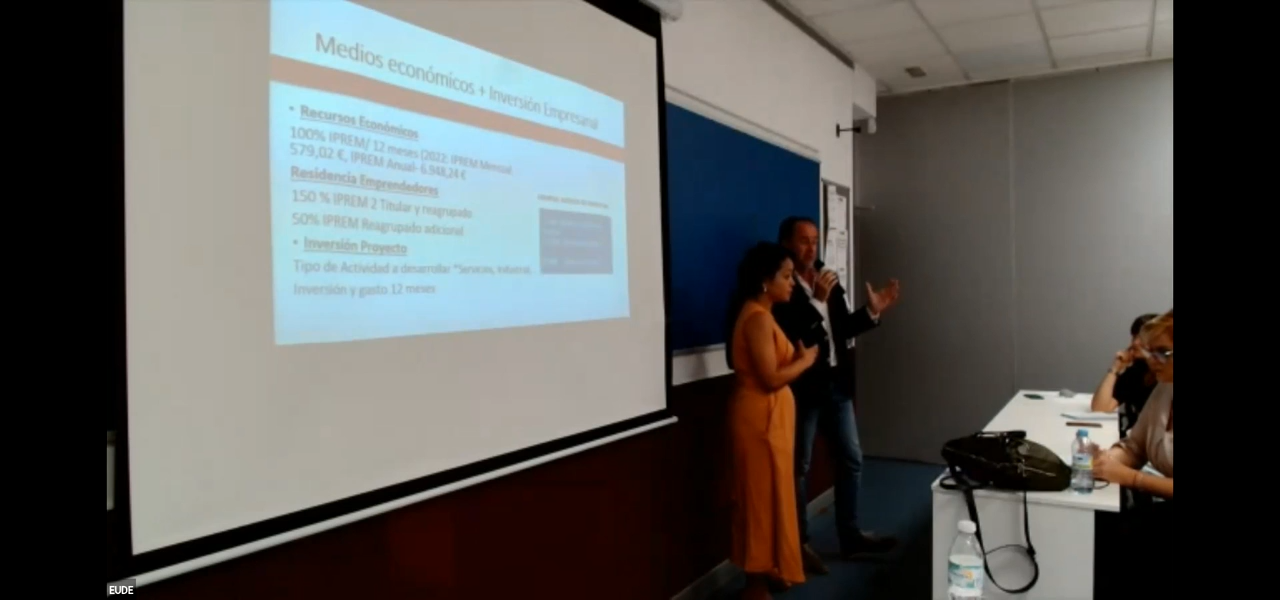 Medios económicos + Inversión Empresarial
• Recursos Económicos
100% IPREM/ 12 meses (2022: IPREM Mensual
579,02 €, IPREM Anual- 6.948,24 €
Residencia Emprendedores
150 % IPREM 2 Titular y reagrupado
50% IPREM Reagrupado adicional
• Inversión Proyecto
Tipo de Actividad a desarrollar "Servicios, Industrial
Inversión y gasto 12 meses
EUDE